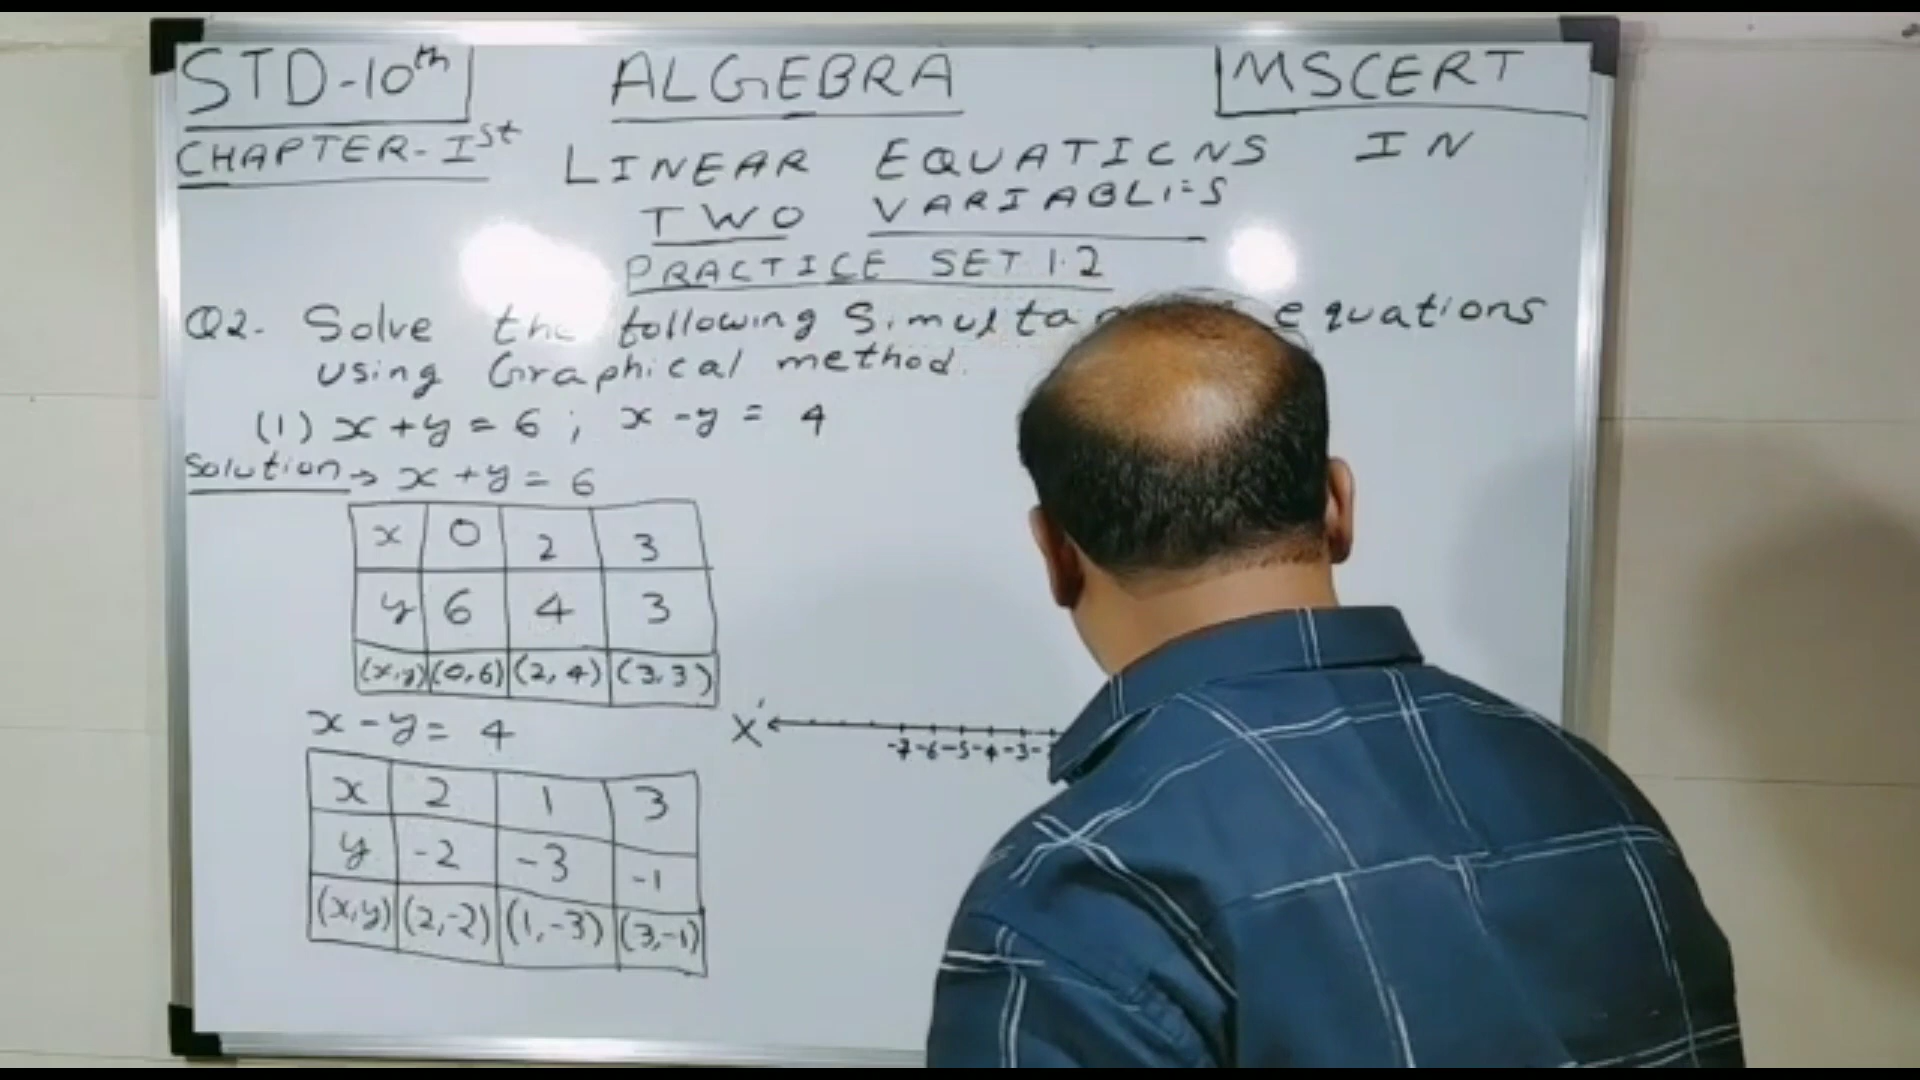 STD-10th ALGEBRA MSCERT
CHAPTER-Ist LINEAR EQUATIONS IN
TWO VARIABLES
PRACTICE SET 1.2
Q2. Solve the following equations
using Graphical method.
(1) x+y=6 ; x-y = 4
Solution→ x+y=6
x 0 2 3
y 6 4 3
(x,y) (0,6) (2,4) (3,3)
x-y= 4
X' -7 -6 -5 -4 -3
x 2 1 3
y -2 -3 -1
(x,y) (2,-2) (1,-3) (3,-1)